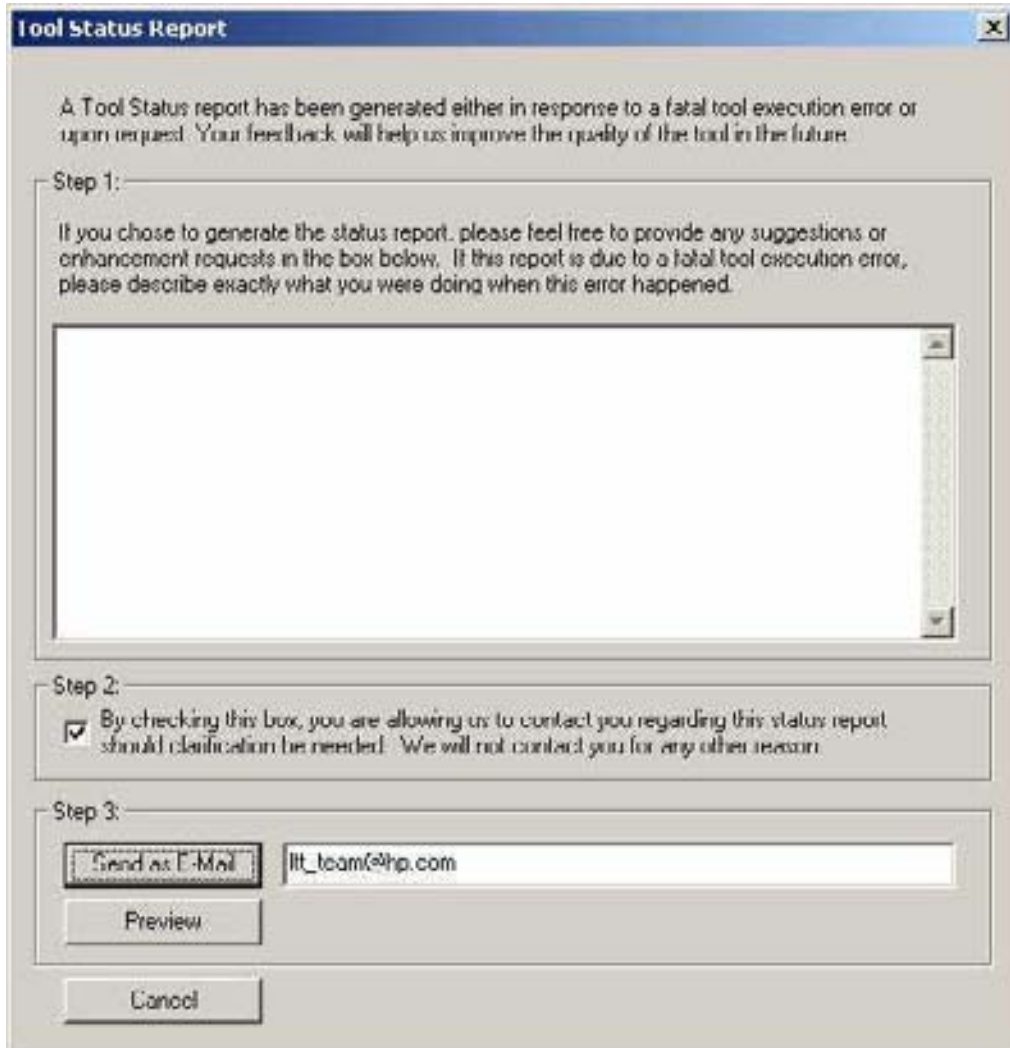 Tool Status Report
A Tool Status report has been generated either in response to a fatal tool execution error or
upon request. Your feedback will help us improve the quality of the tool in the future.
Step 1:
If you chose to generate the status report, please feel free to provide any suggestions or
enhancement requests in the box below. If this report is due to a fatal tool execution error,
please describe exactly what you were doing when this error happened.
Step 2:
By checking this box, you are allowing us to contact you regarding this status report
should clarification be needed. We will not contact you for any other reason.
Step 3:
Send as E-Mail
ltt_team@hp.com
Preview
Cancel